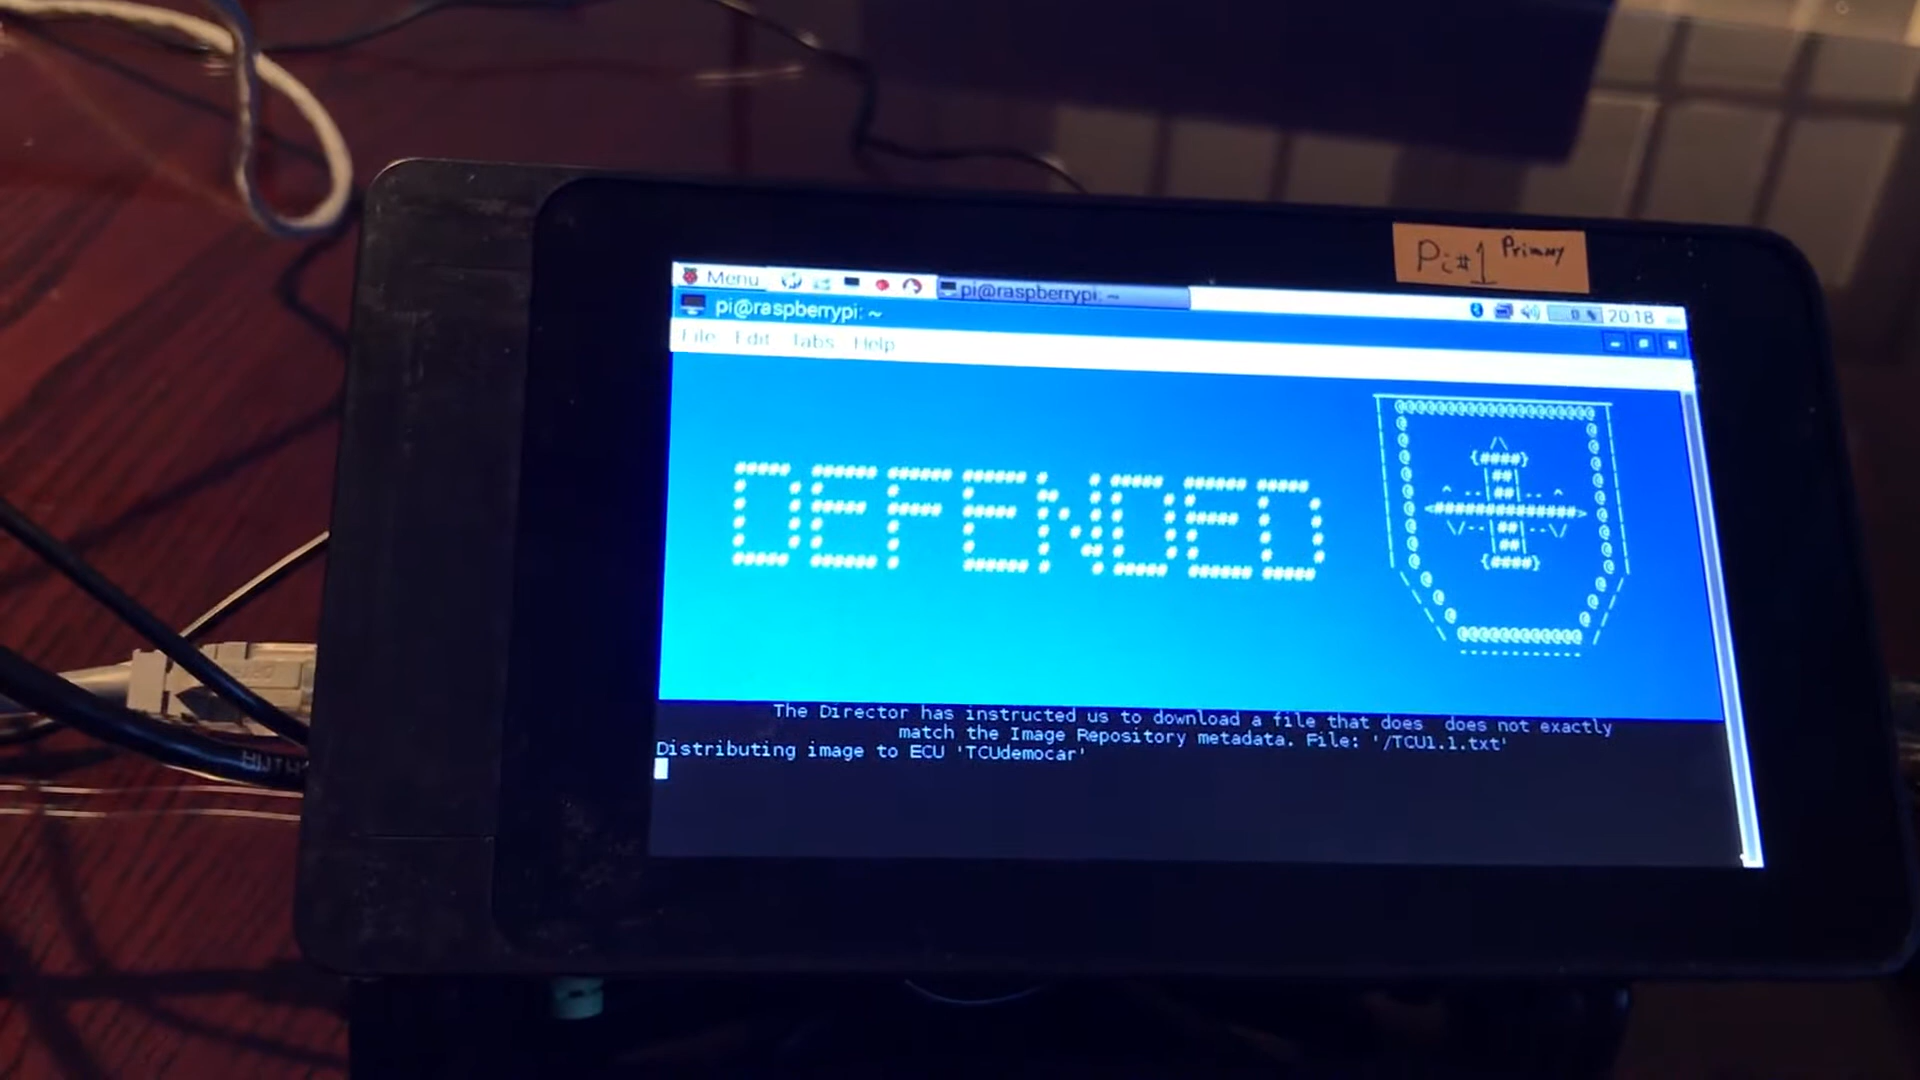 Pi#1 Primary
Menu
pi@raspberrypi: ~
20:18
pi@raspberrypi: ~
File Edit Tabs Help
DEFENDED
The Director has instructed us to download a file that does  does not exactly
match the Image Repository metadata. File: '/TCU1.1.txt'
Distributing image to ECU 'TCUdemocar'